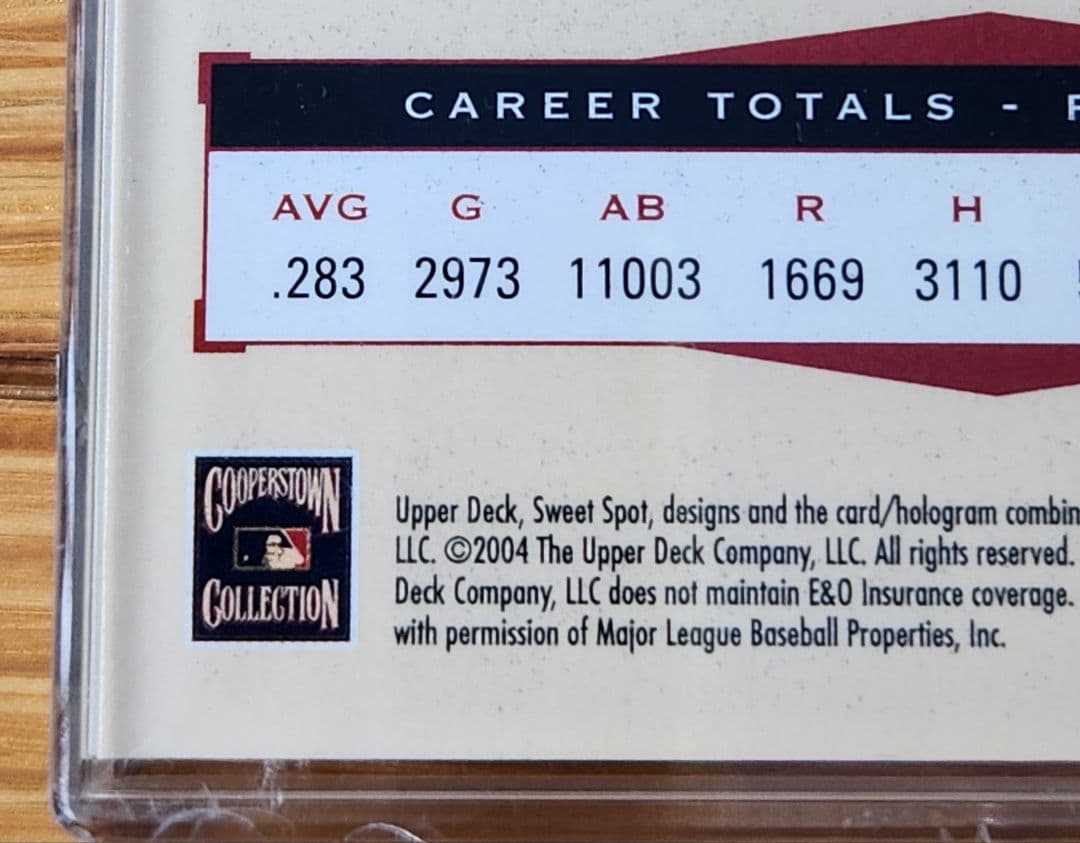 CAREER TOTALS -
AVG G AB R H
.283 2973 11003 1669 3110
COOPERSTOWN
COLLECTION
Upper Deck, Sweet Spot, designs and the card/hologram combin
LLC. ©2004 The Upper Deck Company, LLC. All rights reserved.
Deck Company, LLC does not maintain E&O Insurance coverage.
with permission of Major League Baseball Properties, Inc.